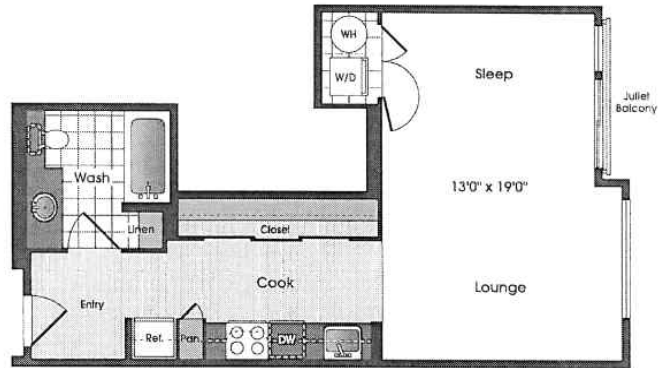 WH
W/D
Sleep
Juliet
Balcony
Wash
13'0" x 19'0"
Linen
Closet
Cook
Lounge
Entry
Ref.
Pan.
DW